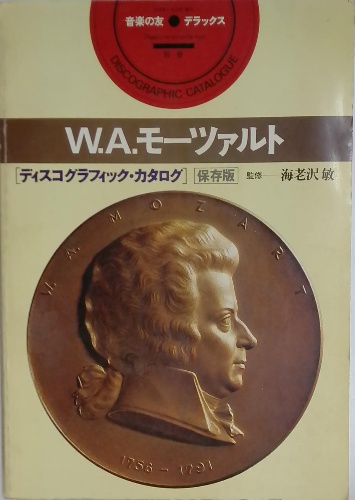 音楽の友 ● デラックス
別冊
DISCOGRAPHIC CATALOGUE
W.A.モーツァルト
[ディスコグラフィック・カタログ] [保存版] 監修──海老沢 敏
W. A. MOZART
1756 – 1791